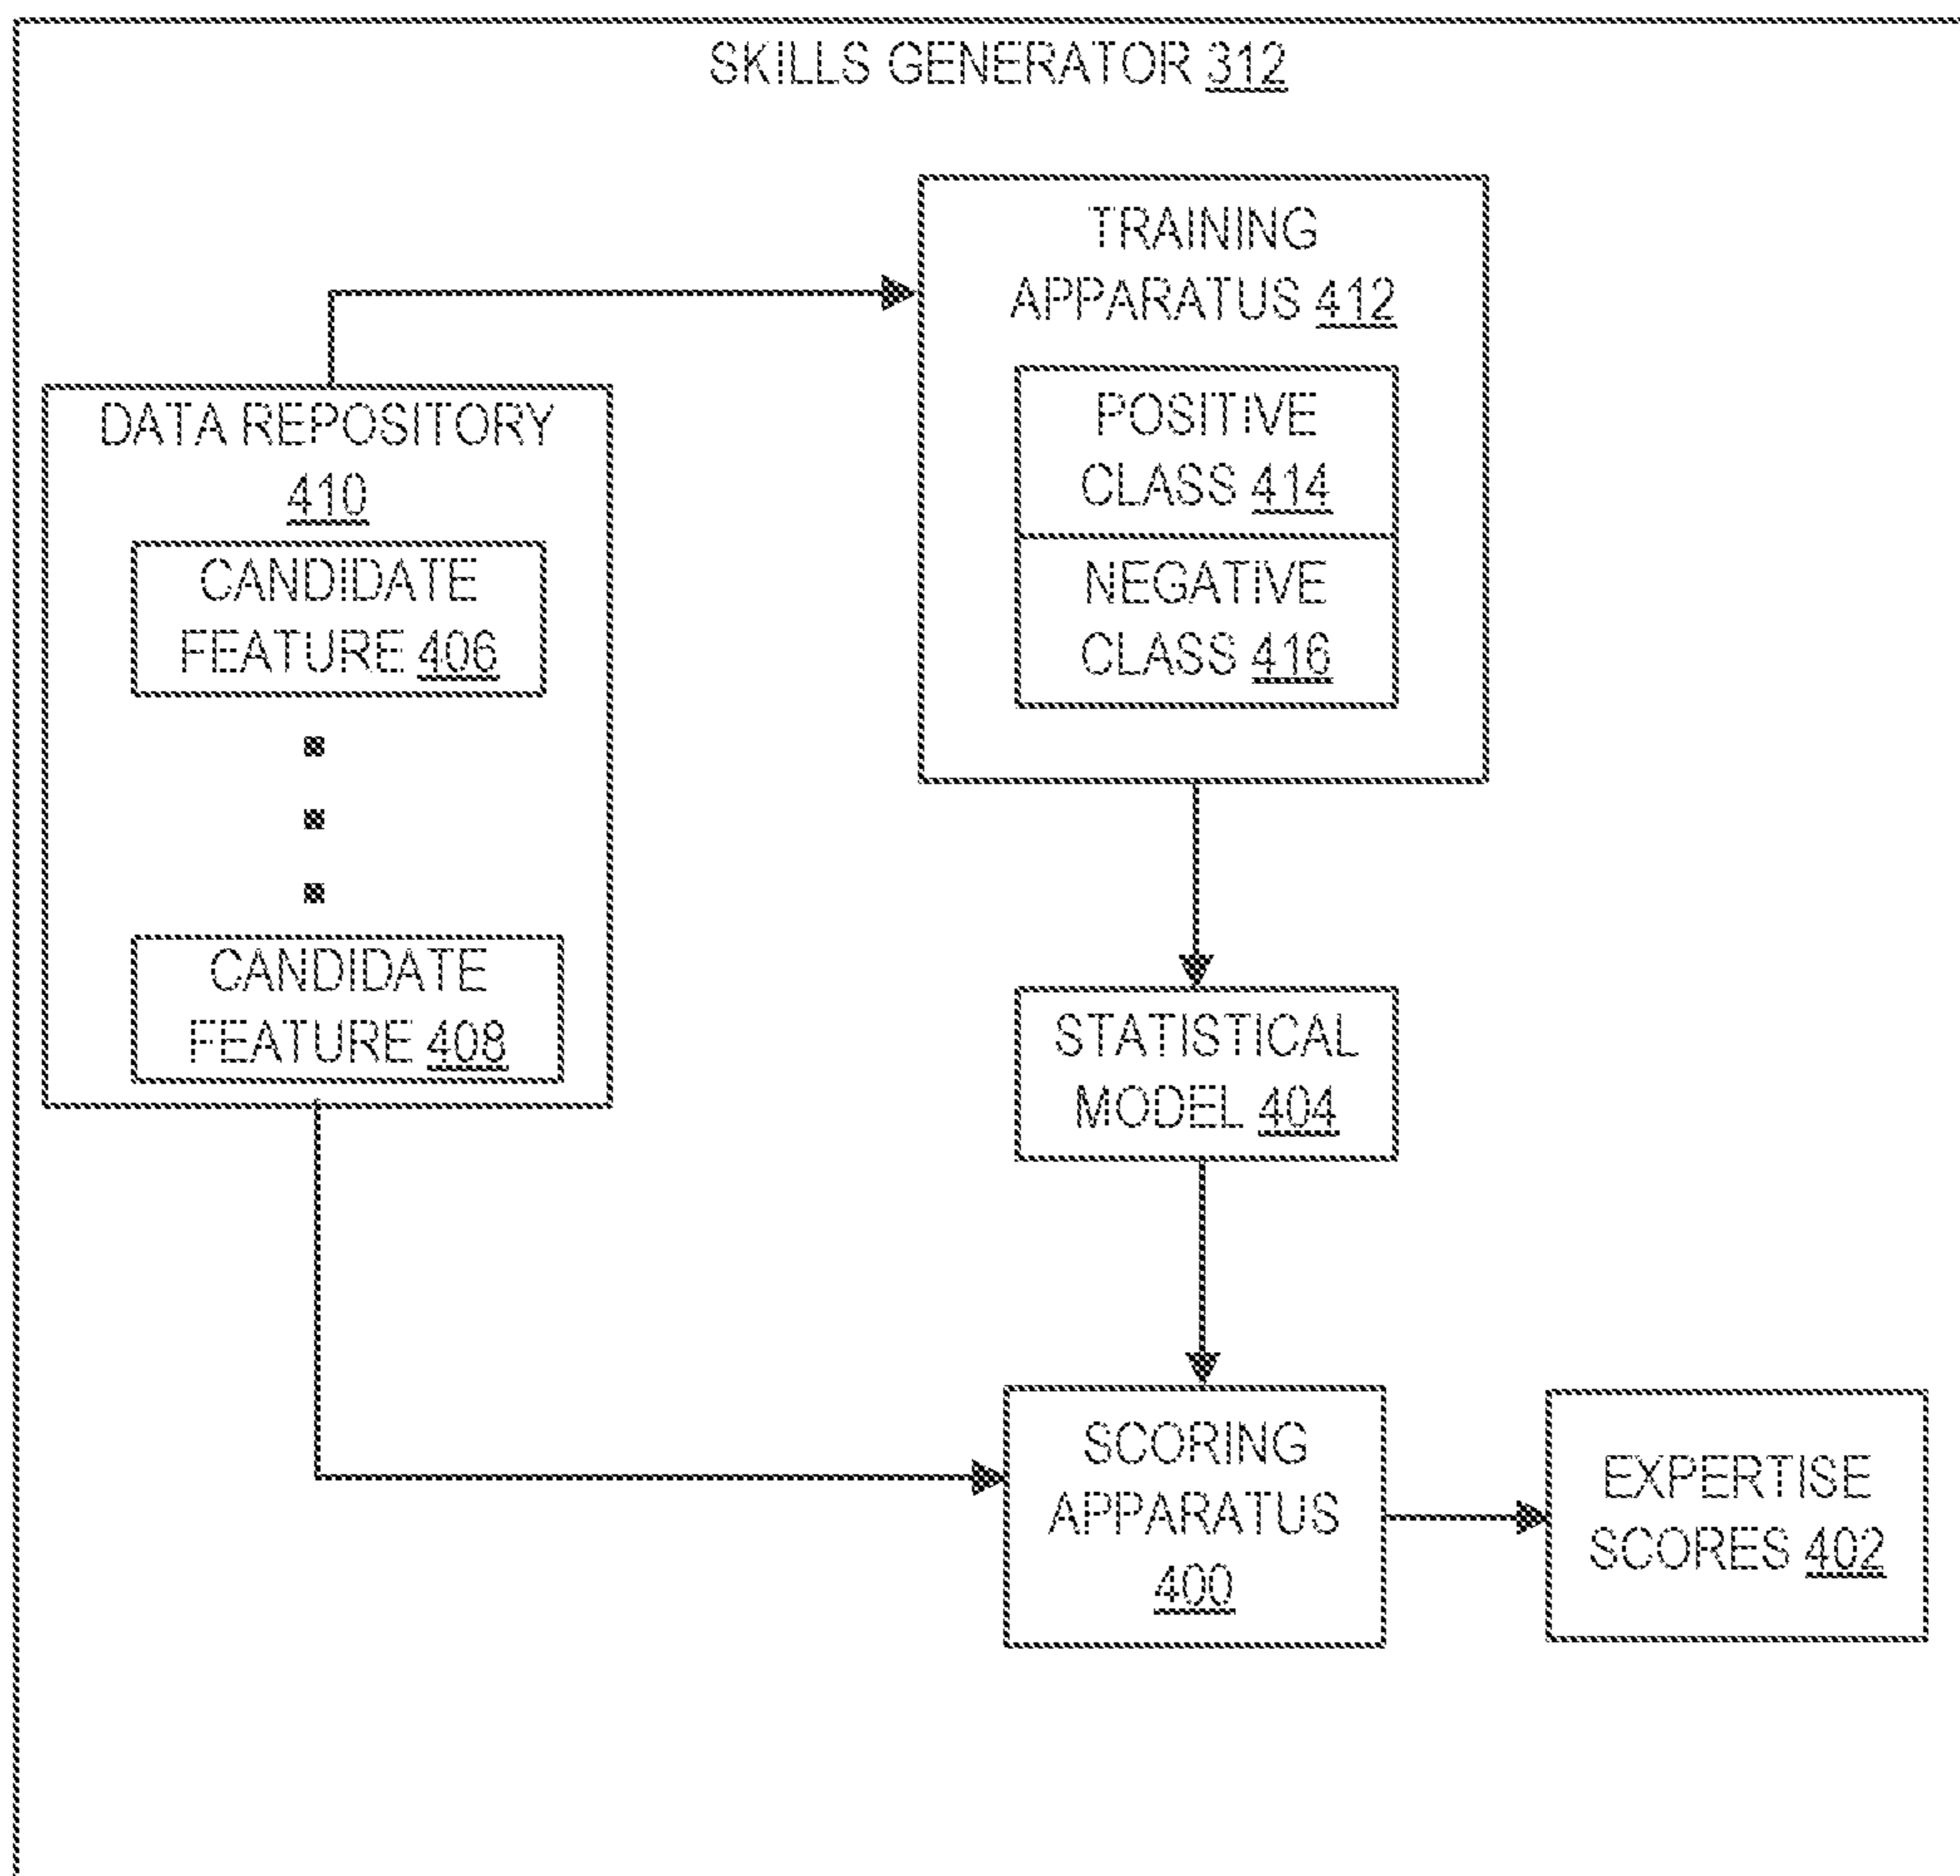 SKILLS GENERATOR 312
TRAINING
APPARATUS 412
POSITIVE
CLASS 414
NEGATIVE
CLASS 416
DATA REPOSITORY
410
CANDIDATE
FEATURE 406
CANDIDATE
FEATURE 408
STATISTICAL
MODEL 404
SCORING
APPARATUS
400
EXPERTISE
SCORES 402